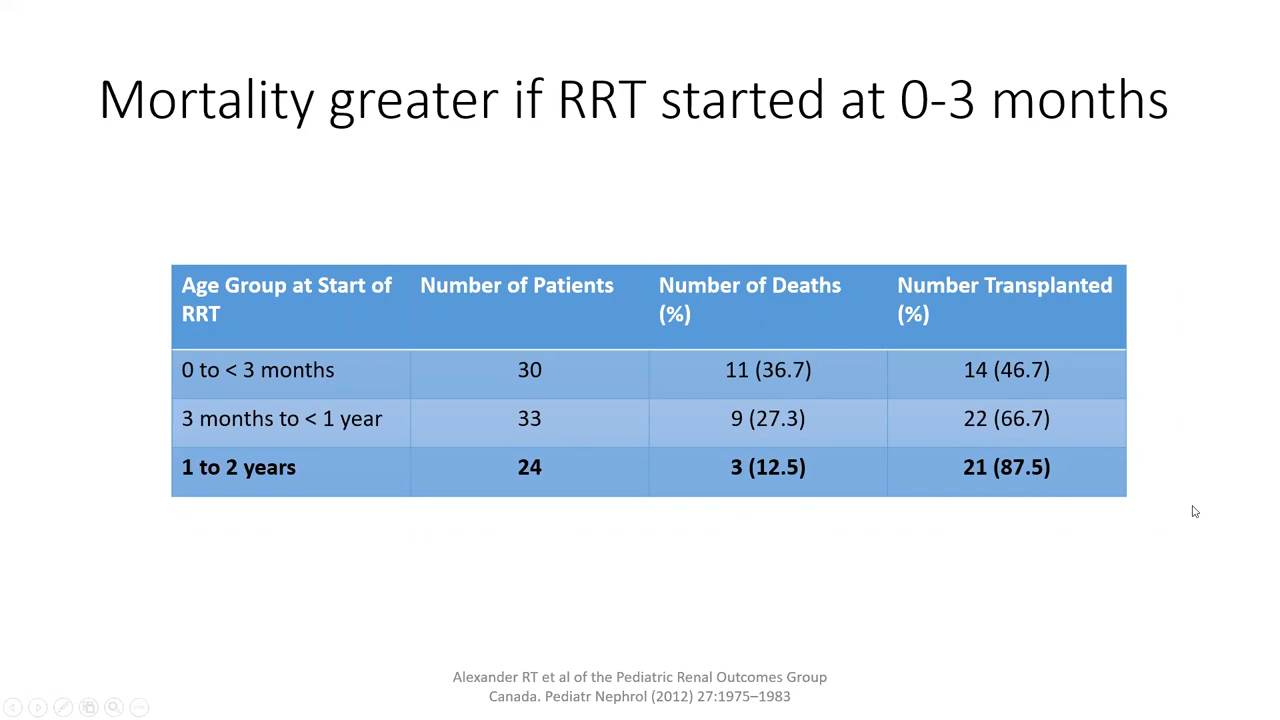 Mortality greater if RRT started at 0-3 months
Age Group at Start of RRT Number of Patients Number of Deaths (%) Number Transplanted (%)
0 to < 3 months 30 11 (36.7) 14 (46.7)
3 months to < 1 year 33 9 (27.3) 22 (66.7)
1 to 2 years 24 3 (12.5) 21 (87.5)
Alexander RT et al of the Pediatric Renal Outcomes Group
Canada. Pediatr Nephrol (2012) 27:1975–1983